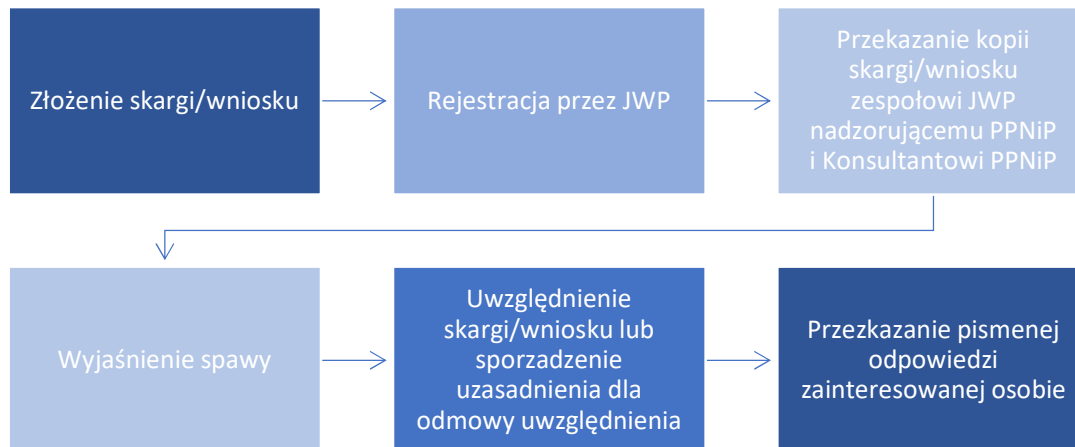 Złożenie skargi/wniosku
Rejestracja przez JWP
Przekazanie kopii
skargi/wniosku
zespołowi JWP
nadzorującemu PPNiP
i Konsultantowi PPNiP
Wyjaśnienie spawy
Uwzględnienie
skargi/wniosku lub
sporzadzenie
uzasadnienia dla
odmowy uwzględnienia
Przezkazanie pismenej
odpowiedzi
zainteresowanej osobie